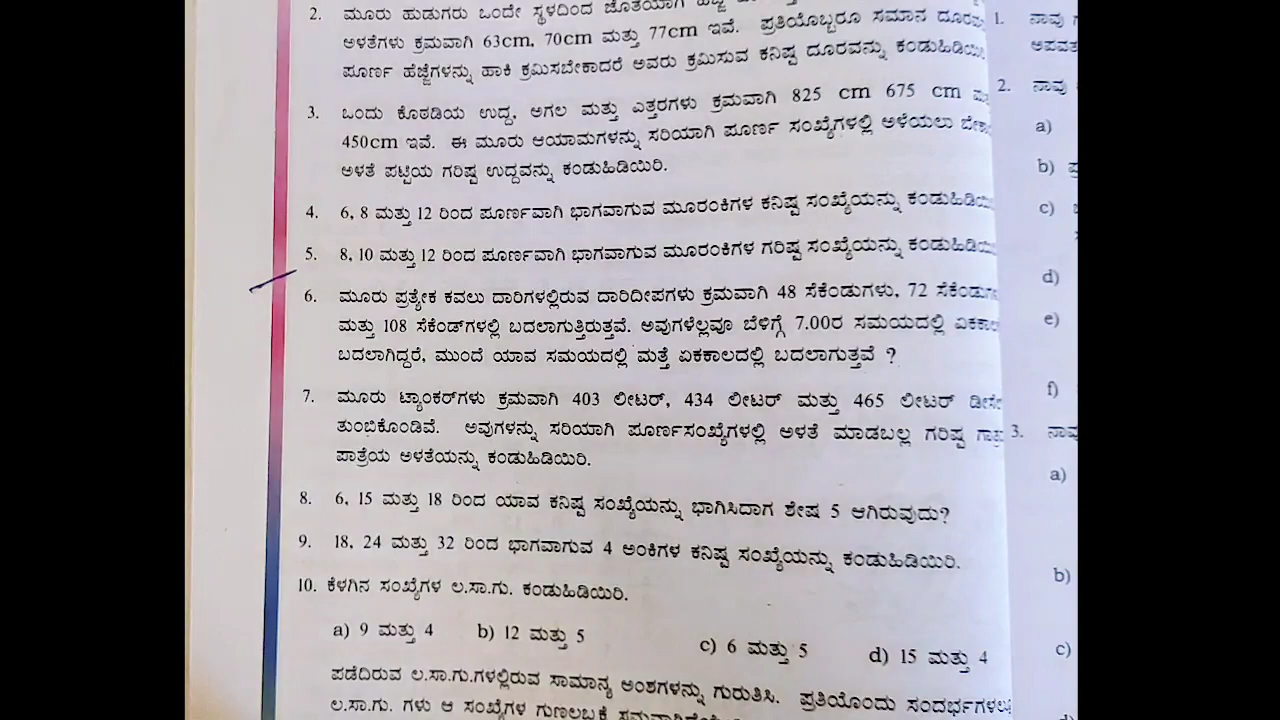 2. ಮೂರು ಹುಡುಗರು ಒಂದೇ ಸ್ಥಳದಿಂದ ಜೊತೆಯಾಗಿ ಹೆಜ್ಜೆ
ಅಳತೆಗಳು ಕ್ರಮವಾಗಿ 63cm, 70cm ಮತ್ತು 77cm ಇವೆ. ಪ್ರತಿಯೊಬ್ಬರೂ ಸಮಾನ
ಪೂರ್ಣ ಹೆಜ್ಜೆಗಳನ್ನು ಹಾಕಿ ಕ್ರಮಿಸಬೇಕಾದರೆ ಅವರು ಕ್ರಮಿಸುವ ಕನಿಷ್ಠ ದೂರವನ್ನು
3. ಒಂದು ಕೊಠಡಿಯ ಉದ್ದ, ಅಗಲ ಮತ್ತು ಎತ್ತರಗಳು ಕ್ರಮವಾಗಿ 825 cm 675 cm
450cm ಇವೆ. ಈ ಮೂರು ಆಯಾಮಗಳನ್ನು ಸರಿಯಾಗಿ ಪೂರ್ಣ ಸಂಖ್ಯೆಗಳಲ್ಲಿ ಅಳೆಯಲು
ಅಳತೆ ಪಟ್ಟಿಯ ಗರಿಷ್ಠ ಉದ್ದವನ್ನು ಕಂಡುಹಿಡಿಯಿರಿ.
4. 6, 8 ಮತ್ತು 12 ರಿಂದ ಪೂರ್ಣವಾಗಿ ಭಾಗವಾಗುವ ಮೂರಂಕಿಗಳ ಕನಿಷ್ಠ ಸಂಖ್ಯೆಯನ್ನು
5. 8, 10 ಮತ್ತು 12 ರಿಂದ ಪೂರ್ಣವಾಗಿ ಭಾಗವಾಗುವ ಮೂರಂಕಿಗಳ ಗರಿಷ್ಠ ಸಂಖ್ಯೆಯನ್ನು
6. ಮೂರು ಪ್ರತ್ಯೇಕ ಕವಲು ದಾರಿಗಳಲ್ಲಿರುವ ದಾರಿದೀಪಗಳು ಕ್ರಮವಾಗಿ 48 ಸೆಕೆಂಡುಗಳು, 72
ಮತ್ತು 108 ಸೆಕೆಂಡ್‌ಗಳಲ್ಲಿ ಬದಲಾಗುತ್ತಿರುತ್ತವೆ. ಅವುಗಳೆಲ್ಲವೂ ಬೆಳಿಗ್ಗೆ 7.00ರ ಸಮಯದಲ್ಲಿ
ಬದಲಾಗಿದ್ದರೆ, ಮುಂದೆ ಯಾವ ಸಮಯದಲ್ಲಿ ಮತ್ತೆ ಏಕಕಾಲದಲ್ಲಿ ಬದಲಾಗುತ್ತವೆ ?
7. ಮೂರು ಟ್ಯಾಂಕರ್‌ಗಳು ಕ್ರಮವಾಗಿ 403 ಲೀಟರ್, 434 ಲೀಟರ್ ಮತ್ತು 465 ಲೀಟರ್
ತುಂಬಿಕೊಂಡಿವೆ. ಅವುಗಳನ್ನು ಸರಿಯಾಗಿ ಪೂರ್ಣಸಂಖ್ಯೆಗಳಲ್ಲಿ ಅಳತೆ ಮಾಡಬಲ್ಲ ಗರಿಷ್ಠ
ಪಾತ್ರೆಯ ಅಳತೆಯನ್ನು ಕಂಡುಹಿಡಿಯಿರಿ.
8. 6, 15 ಮತ್ತು 18 ರಿಂದ ಯಾವ ಕನಿಷ್ಠ ಸಂಖ್ಯೆಯನ್ನು ಭಾಗಿಸಿದಾಗ ಶೇಷ 5 ಆಗಿರುವುದು?
9. 18, 24 ಮತ್ತು 32 ರಿಂದ ಭಾಗವಾಗುವ 4 ಅಂಕಿಗಳ ಕನಿಷ್ಠ ಸಂಖ್ಯೆಯನ್ನು ಕಂಡುಹಿಡಿಯಿರಿ.
10. ಕೆಳಗಿನ ಸಂಖ್ಯೆಗಳ ಲ.ಸಾ.ಗು. ಕಂಡುಹಿಡಿಯಿರಿ.
a) 9 ಮತ್ತು 4 b) 12 ಮತ್ತು 5 c) 6 ಮತ್ತು 5 d) 15 ಮತ್ತು 4
ಪಡೆದಿರುವ ಲ.ಸಾ.ಗು.ಗಳಲ್ಲಿರುವ ಸಾಮಾನ್ಯ ಅಂಶಗಳನ್ನು ಗುರುತಿಸಿ. ಪ್ರತಿಯೊಂದು
ಲ.ಸಾ.ಗು. ಗಳು ಆ ಸಂಖ್ಯೆಗಳ
1. ನಾವು
2. ನಾವು
a)
b)
c)
d)
e)
f)
3.
a)
b)
c)